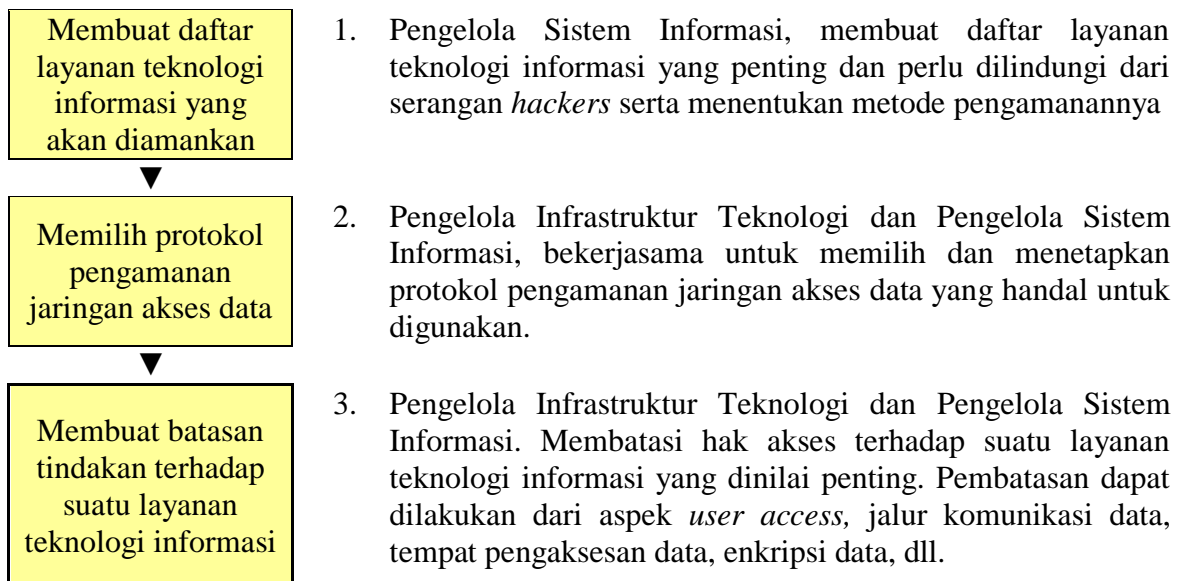 Membuat daftar
layanan teknologi
informasi yang
akan diamankan
1. Pengelola Sistem Informasi, membuat daftar layanan
teknologi informasi yang penting dan perlu dilindungi dari
serangan hackers serta menentukan metode pengamanannya
▼
Memilih protokol
pengamanan
jaringan akses data
2. Pengelola Infrastruktur Teknologi dan Pengelola Sistem
Informasi, bekerjasama untuk memilih dan menetapkan
protokol pengamanan jaringan akses data yang handal untuk
digunakan.
▼
Membuat batasan
tindakan terhadap
suatu layanan
teknologi informasi
3. Pengelola Infrastruktur Teknologi dan Pengelola Sistem
Informasi. Membatasi hak akses terhadap suatu layanan
teknologi informasi yang dinilai penting. Pembatasan dapat
dilakukan dari aspek user access, jalur komunikasi data,
tempat pengaksesan data, enkripsi data, dll.